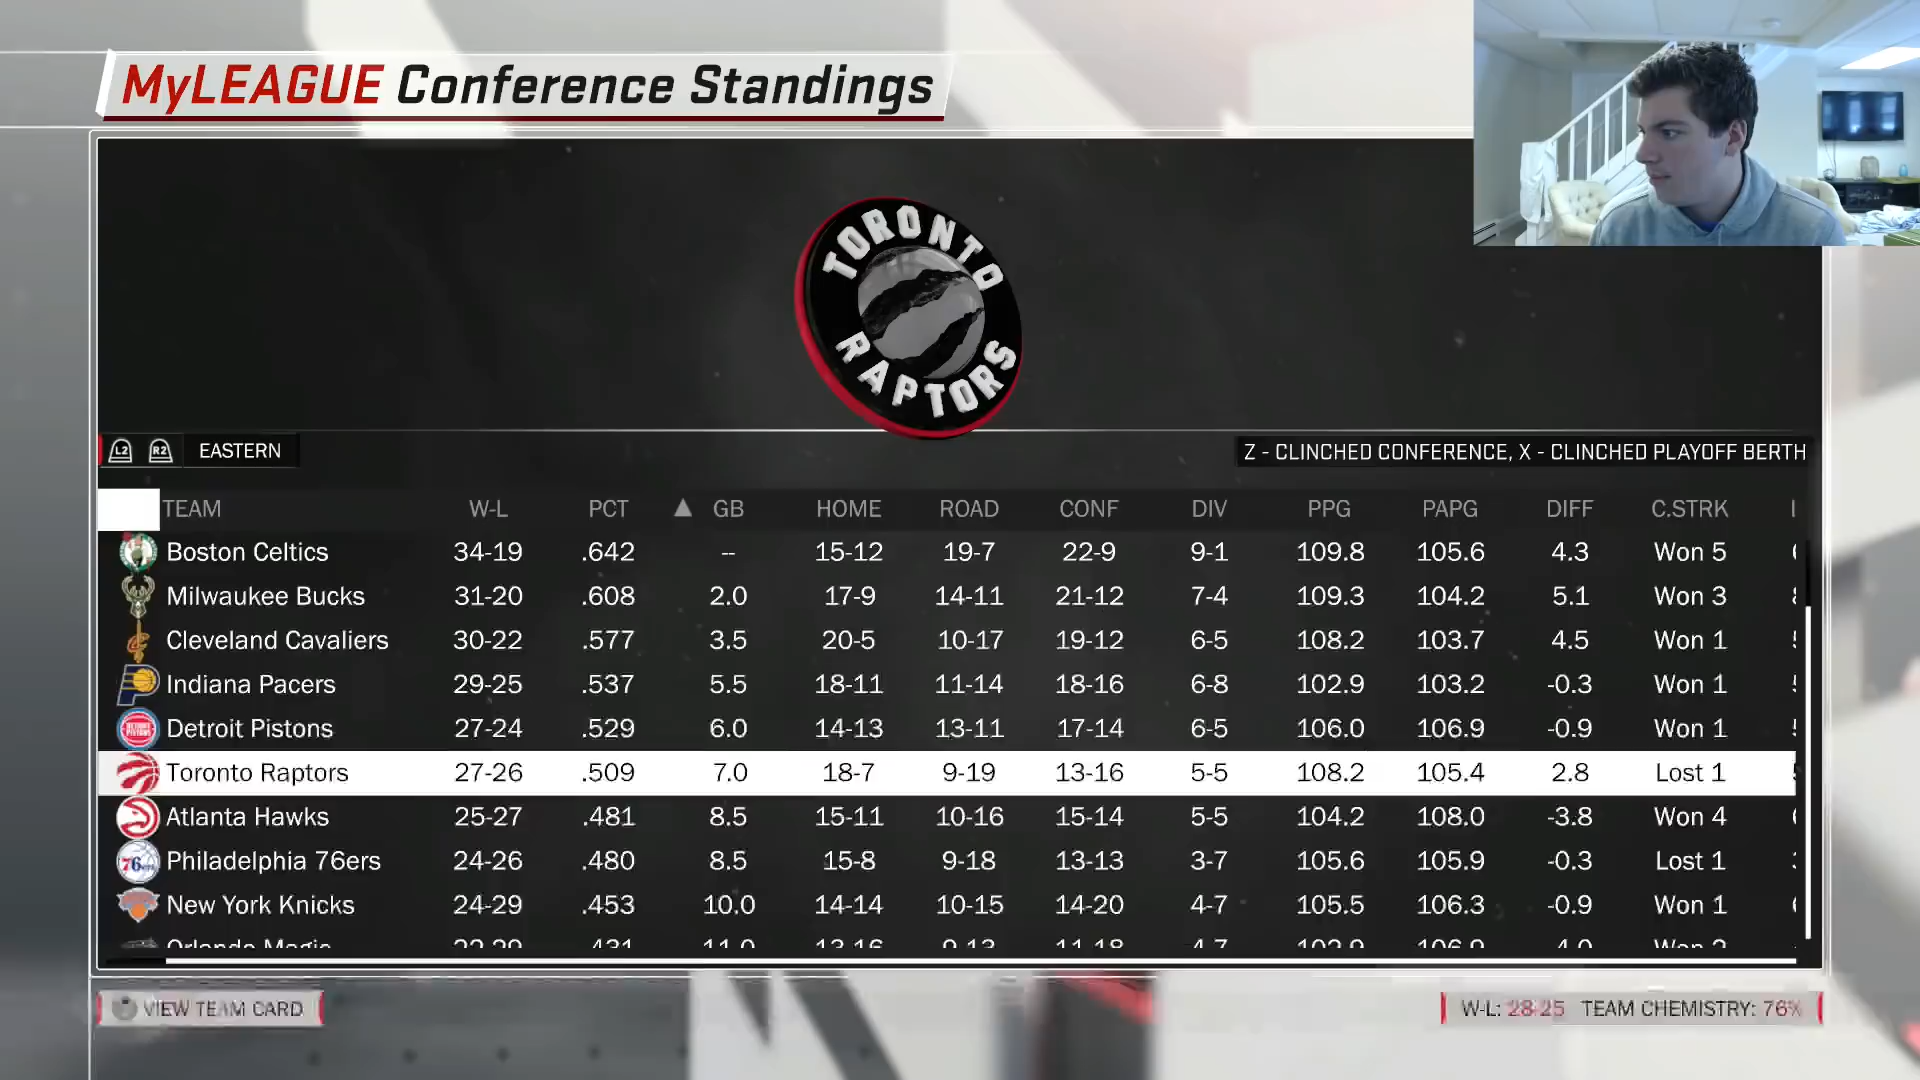 MyLEAGUE Conference Standings
TORONTO RAPTORS
L2 R2 EASTERN
Z - CLINCHED CONFERENCE, X - CLINCHED PLAYOFF BERTH
TEAM W-L PCT GB HOME ROAD CONF DIV PPG PAPG DIFF C.STRK
Boston Celtics 34-19 .642 -- 15-12 19-7 22-9 9-1 109.8 105.6 4.3 Won 5
Milwaukee Bucks 31-20 .608 2.0 17-9 14-11 21-12 7-4 109.3 104.2 5.1 Won 3
Cleveland Cavaliers 30-22 .577 3.5 20-5 10-17 19-12 6-5 108.2 103.7 4.5 Won 1
Indiana Pacers 29-25 .537 5.5 18-11 11-14 18-16 6-8 102.9 103.2 -0.3 Won 1
Detroit Pistons 27-24 .529 6.0 14-13 13-11 17-14 6-5 106.0 106.9 -0.9 Won 1
Toronto Raptors 27-26 .509 7.0 18-7 9-19 13-16 5-5 108.2 105.4 2.8 Lost 1
Atlanta Hawks 25-27 .481 8.5 15-11 10-16 15-14 5-5 104.2 108.0 -3.8 Won 4
76ers Philadelphia 76ers 24-26 .480 8.5 15-8 9-18 13-13 3-7 105.6 105.9 -0.3 Lost 1
New York Knicks 24-29 .453 10.0 14-14 10-15 14-20 4-7 105.5 106.3 -0.9 Won 1
Orlando Magic
VIEW TEAM CARD
W-L: 28-25 TEAM CHEMISTRY: 76%